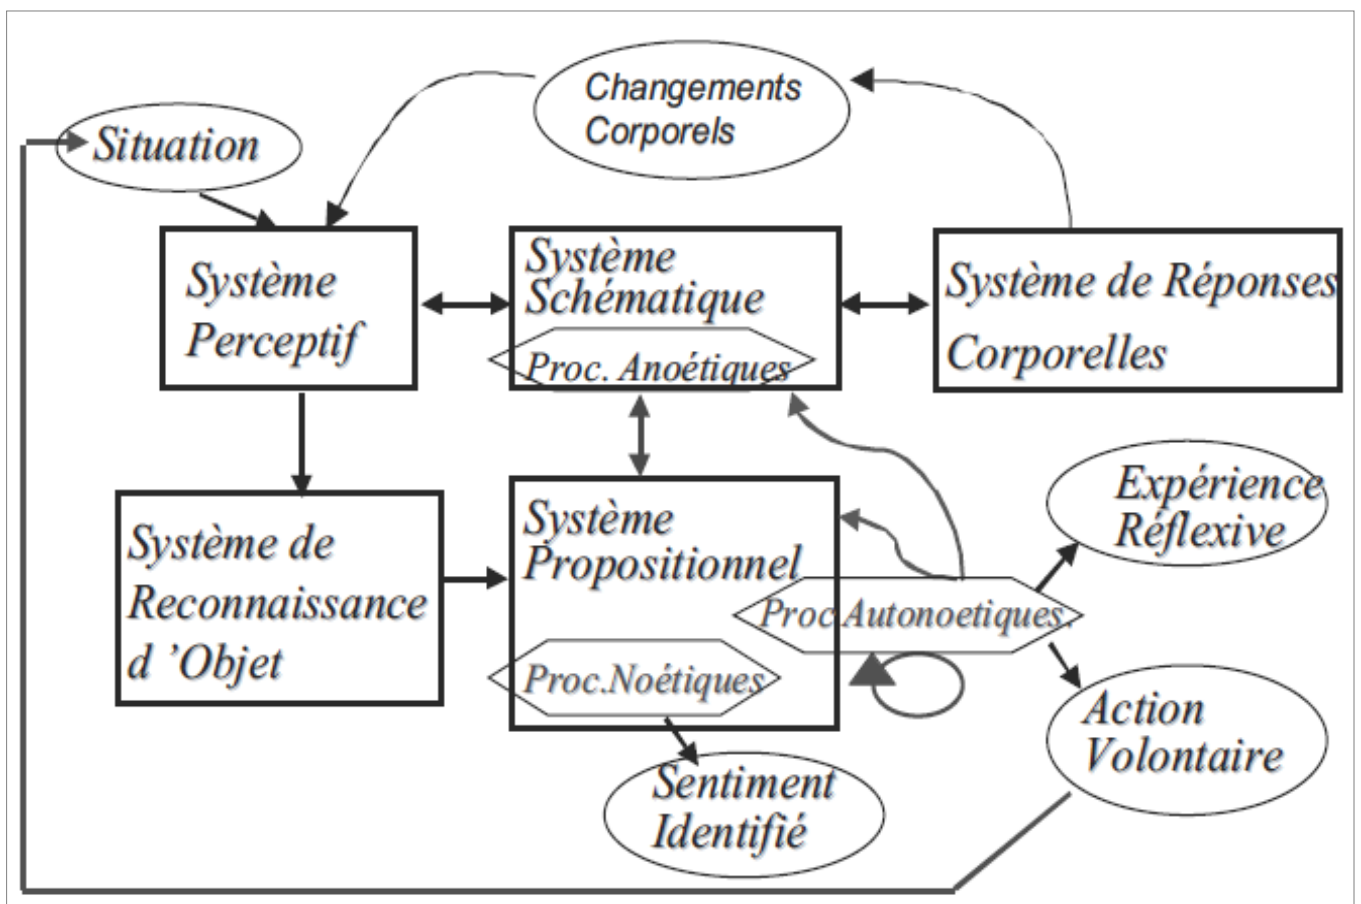 Changements
Corporels
Situation
Système
Perceptif
Système
Schématique
Proc. Anoétiques
Système de Réponses
Corporelles
Système de
Reconnaissance
d ’Objet
Système
Propositionnel
Proc.Noétiques
Proc.Autonoetiques.
Expérience
Réflexive
Action
Volontaire
Sentiment
Identifié